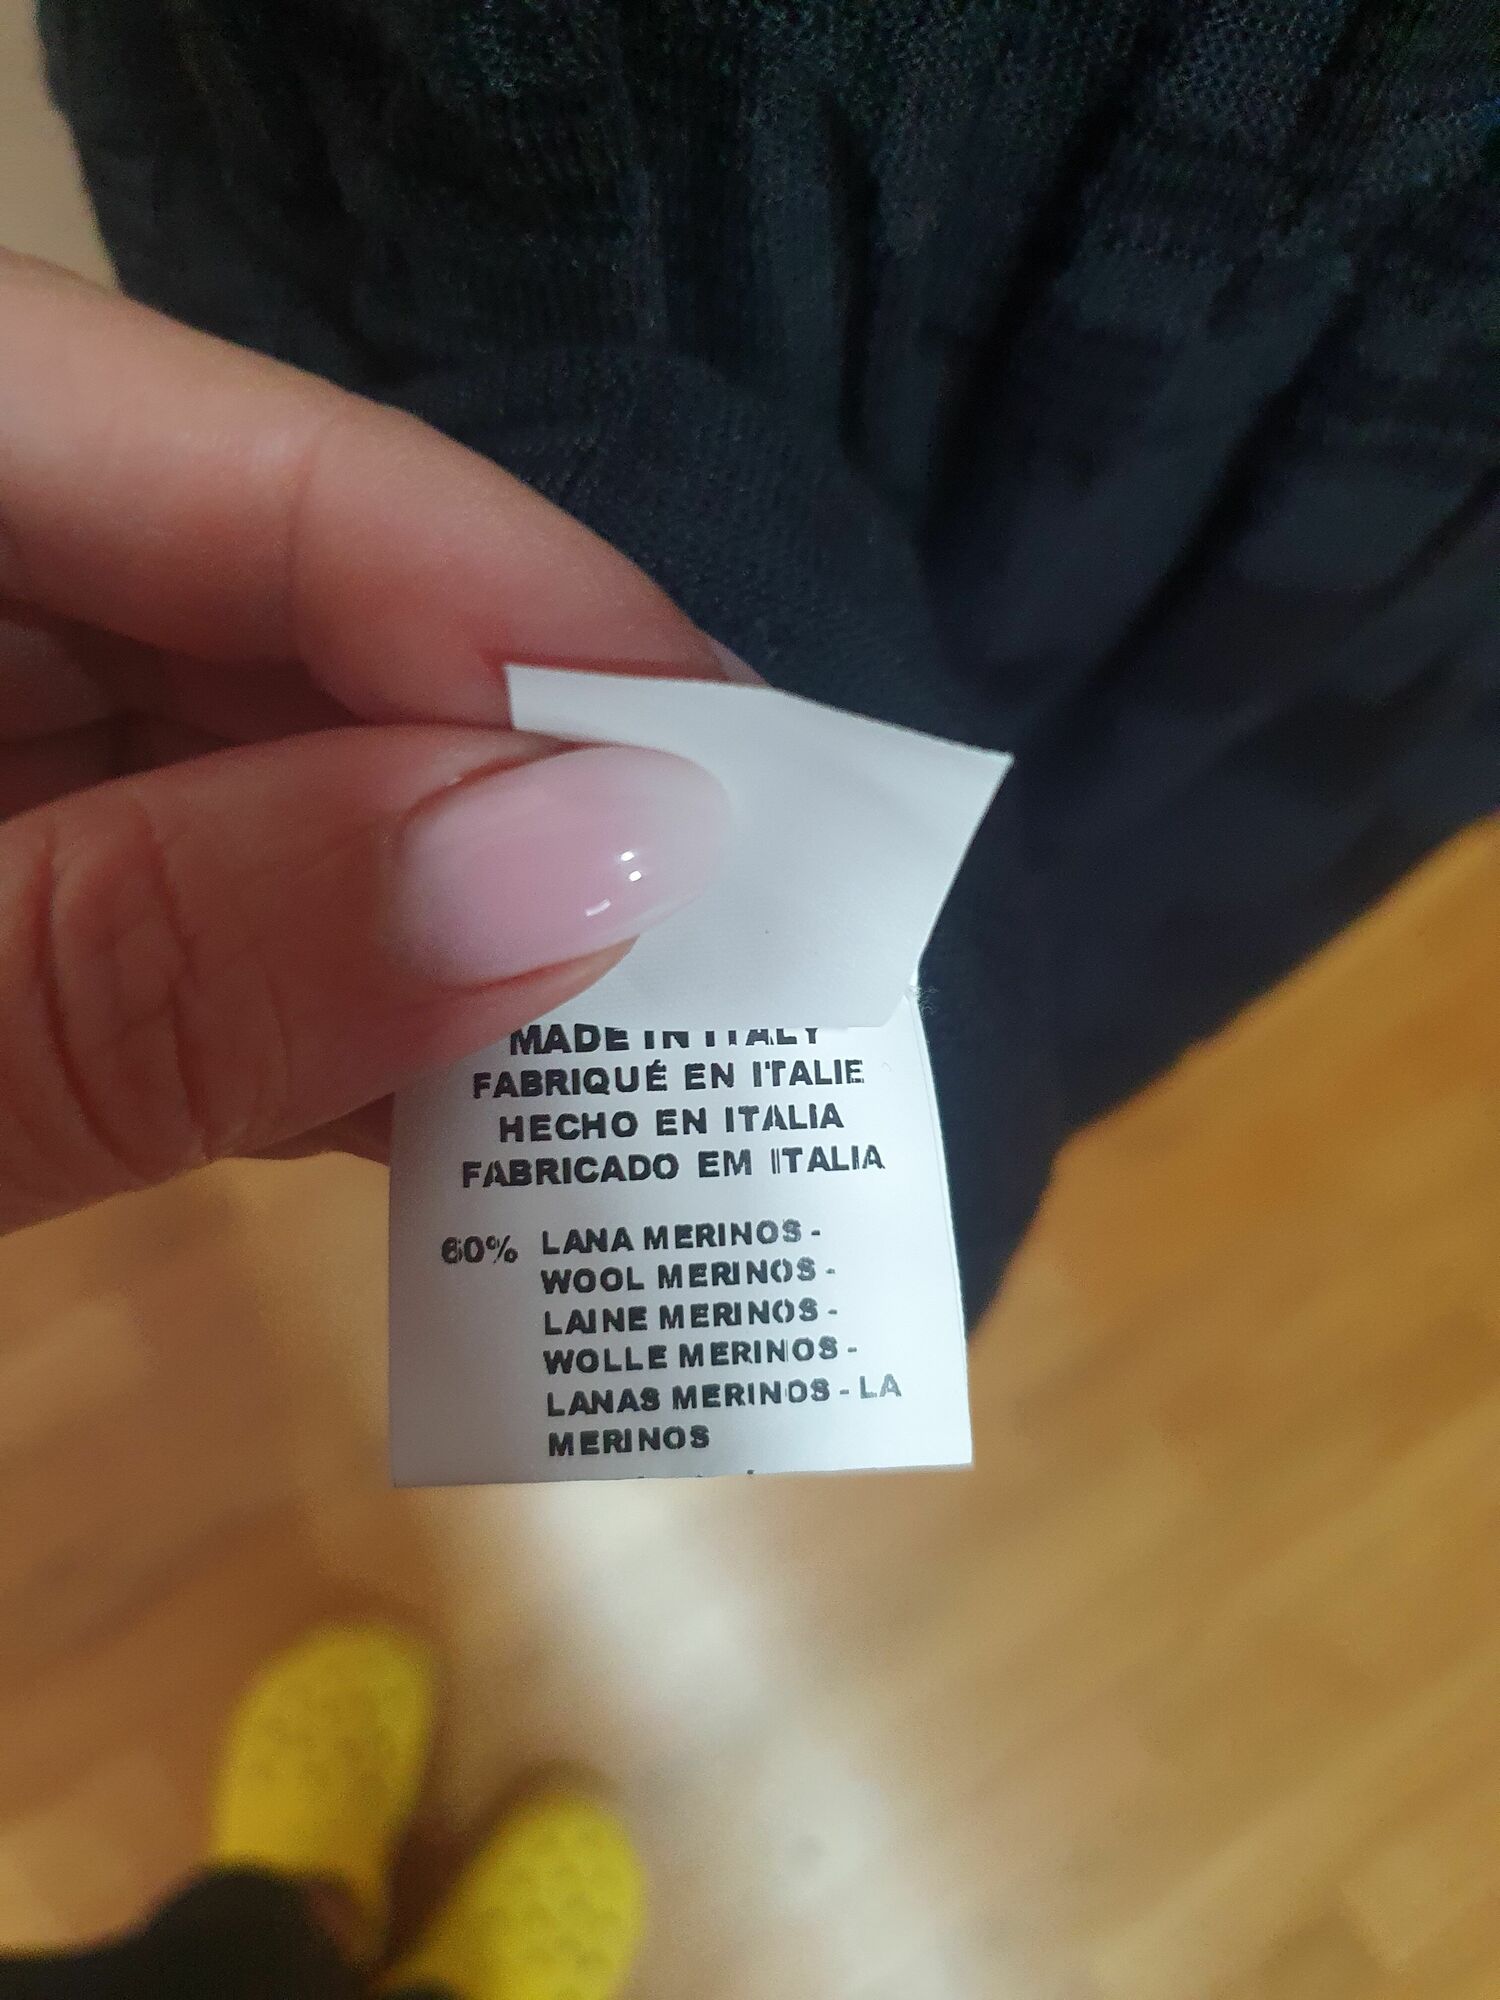 MADE IN ITALY
FABRIQUÉ EN ITALIE
HECHO EN ITALIA
FABRICADO EM ITALIA
60% LANA MERINOS -
WOOL MERINOS -
LAINE MERINOS -
WOLLE MERINOS -
LANAS MERINOS - LA
MERINOS